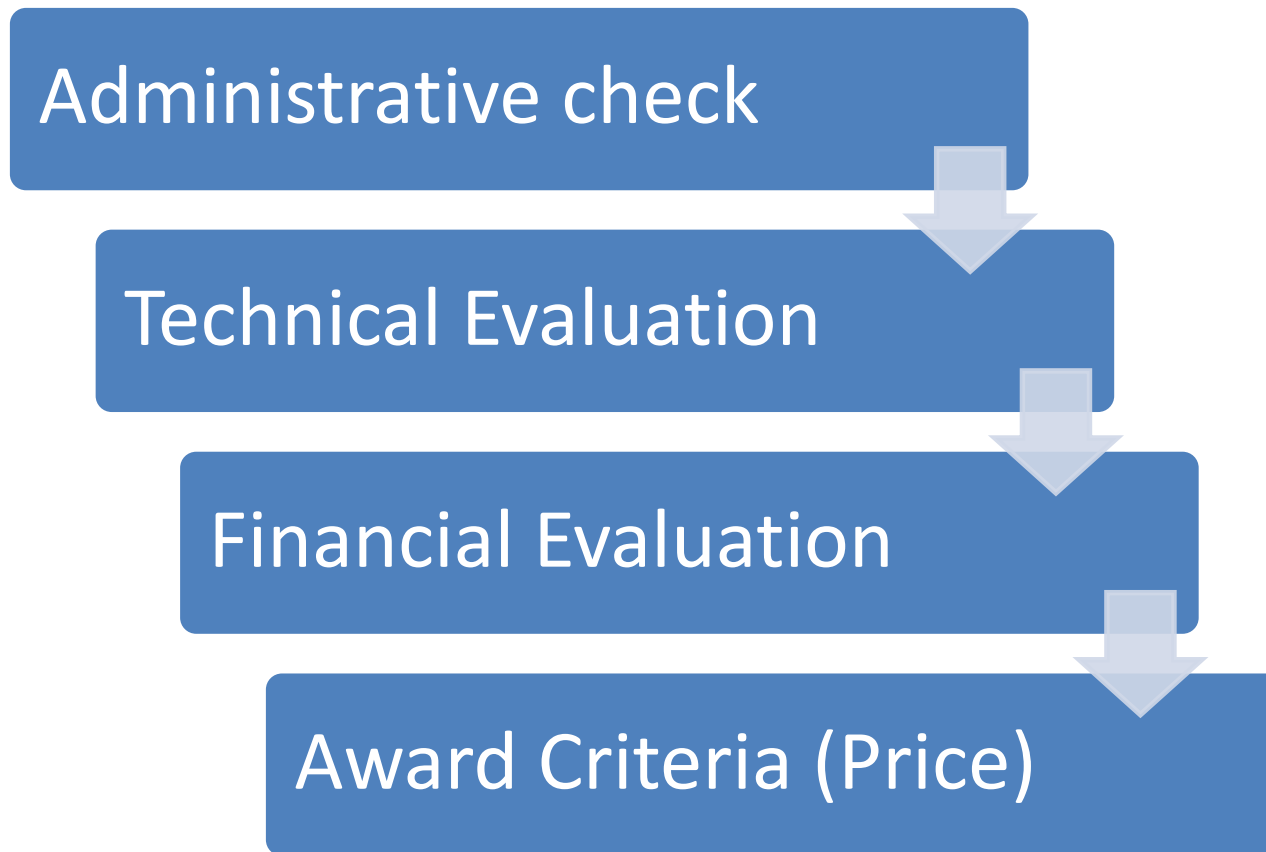 Administrative check
Technical Evaluation
Financial Evaluation
Award Criteria (Price)